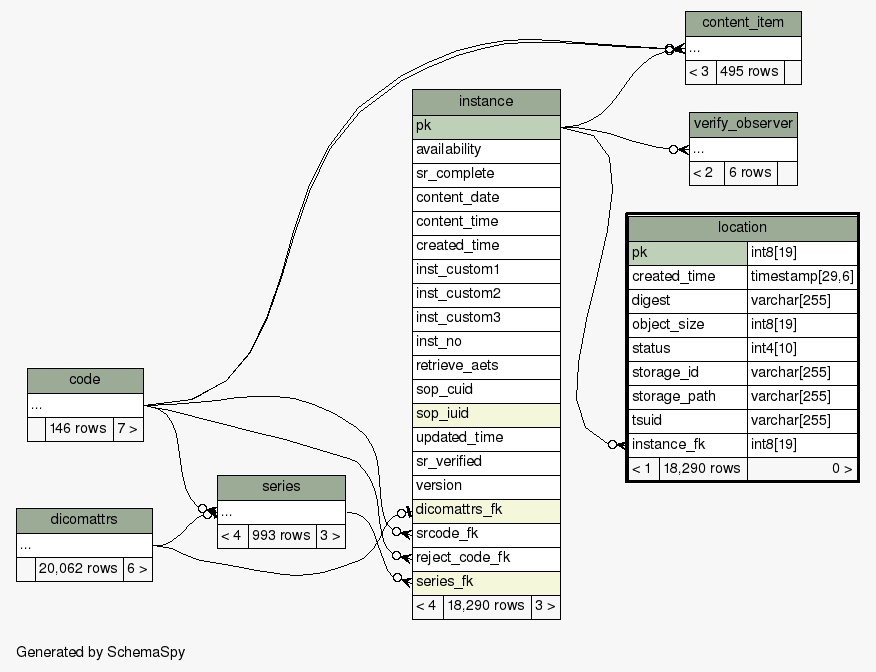 content_item
...
< 3 495 rows
instance
pk
availability
sr_complete
content_date
content_time
created_time
inst_custom1
inst_custom2
inst_custom3
inst_no
retrieve_aets
sop_cuid
sop_iuid
updated_time
sr_verified
version
dicomattrs_fk
srcode_fk
reject_code_fk
series_fk
< 4 18,290 rows 3 >
verify_observer
...
< 2 6 rows
location
pk int8[19]
created_time timestamp[29,6]
digest varchar[255]
object_size int8[19]
status int4[10]
storage_id varchar[255]
storage_path varchar[255]
tsuid varchar[255]
instance_fk int8[19]
< 1 18,290 rows 0 >
code
...
146 rows 7 >
series
...
< 4 993 rows 3 >
dicomattrs
...
20,062 rows 6 >
Generated by SchemaSpy